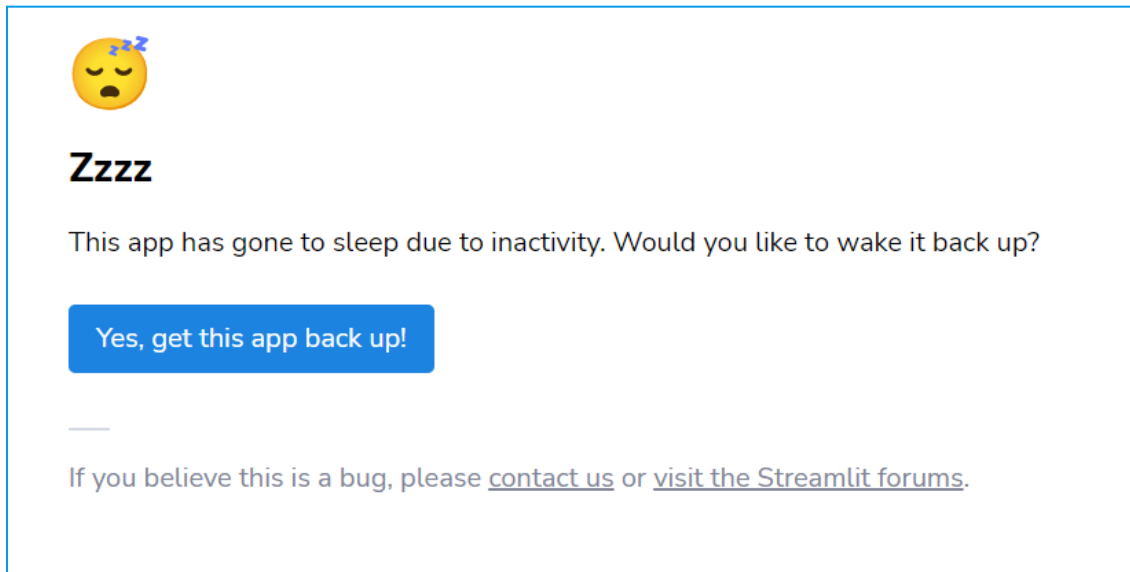 Zzzz
This app has gone to sleep due to inactivity. Would you like to wake it back up?
Yes, get this app back up!
If you believe this is a bug, please contact us or visit the Streamlit forums.